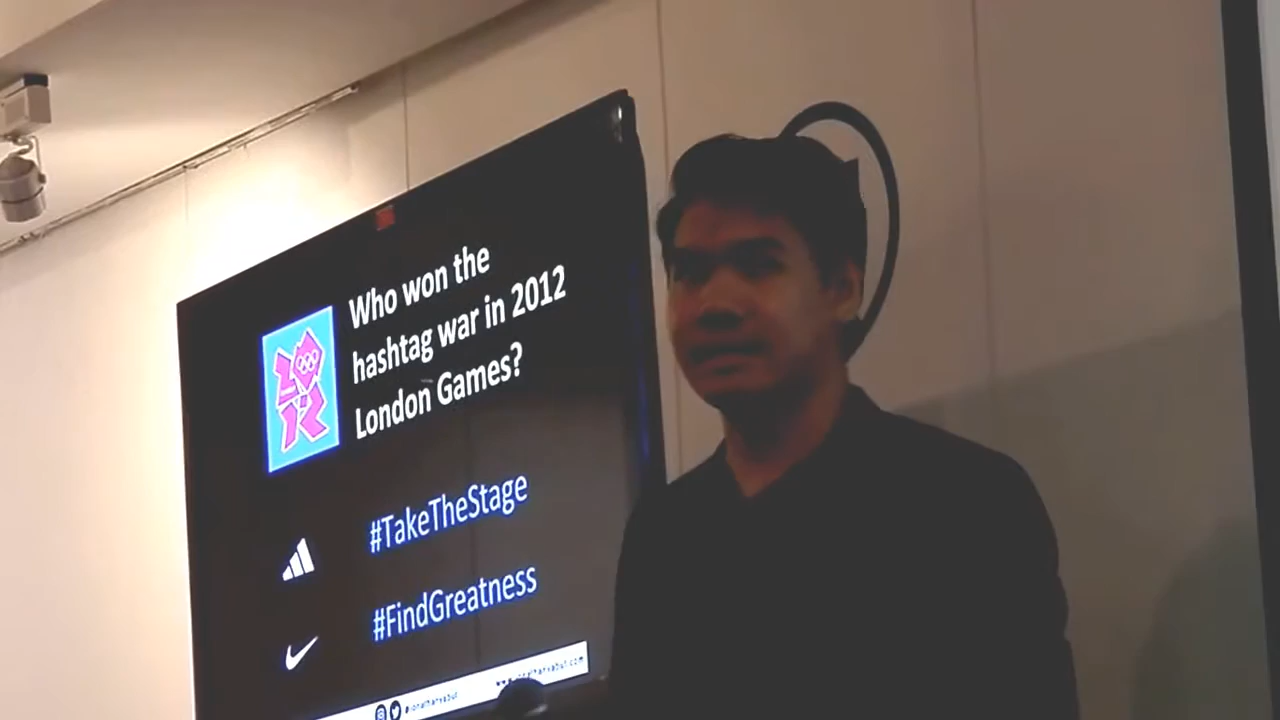 Who won the
hashtag war in 2012
London Games?
#TakeTheStage
#FindGreatness